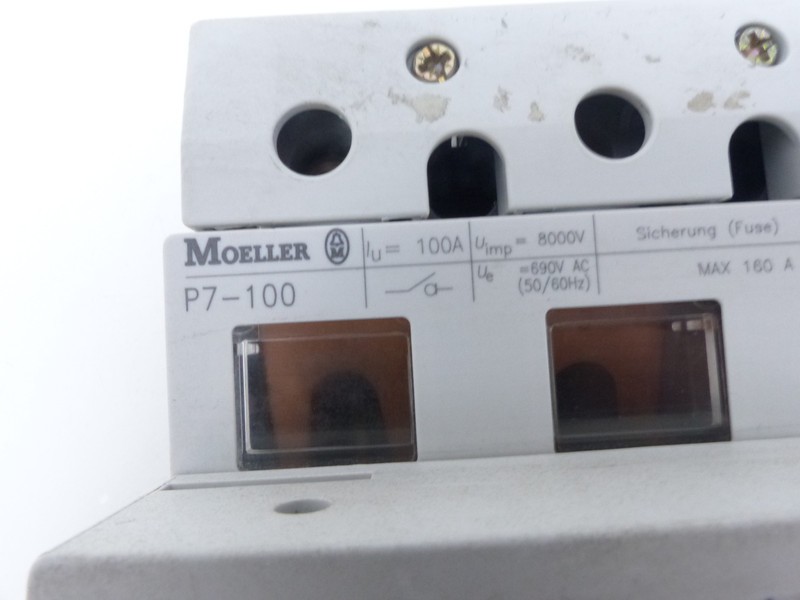 MOELLER
P7-100
Iu= 100A
Uimp= 8000V
Ue =690V AC
(50/60Hz)
Sicherung (Fuse)
MAX 160 A